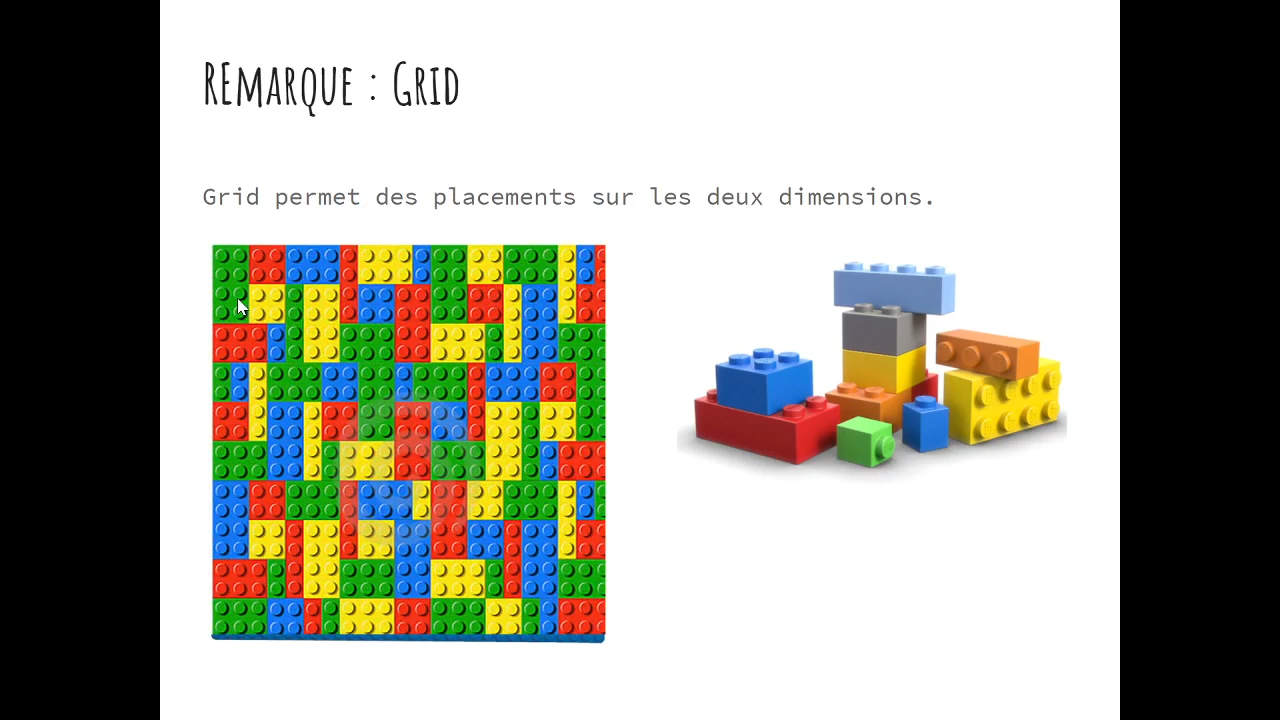 REmarque : Grid
Grid permet des placements sur les deux dimensions.